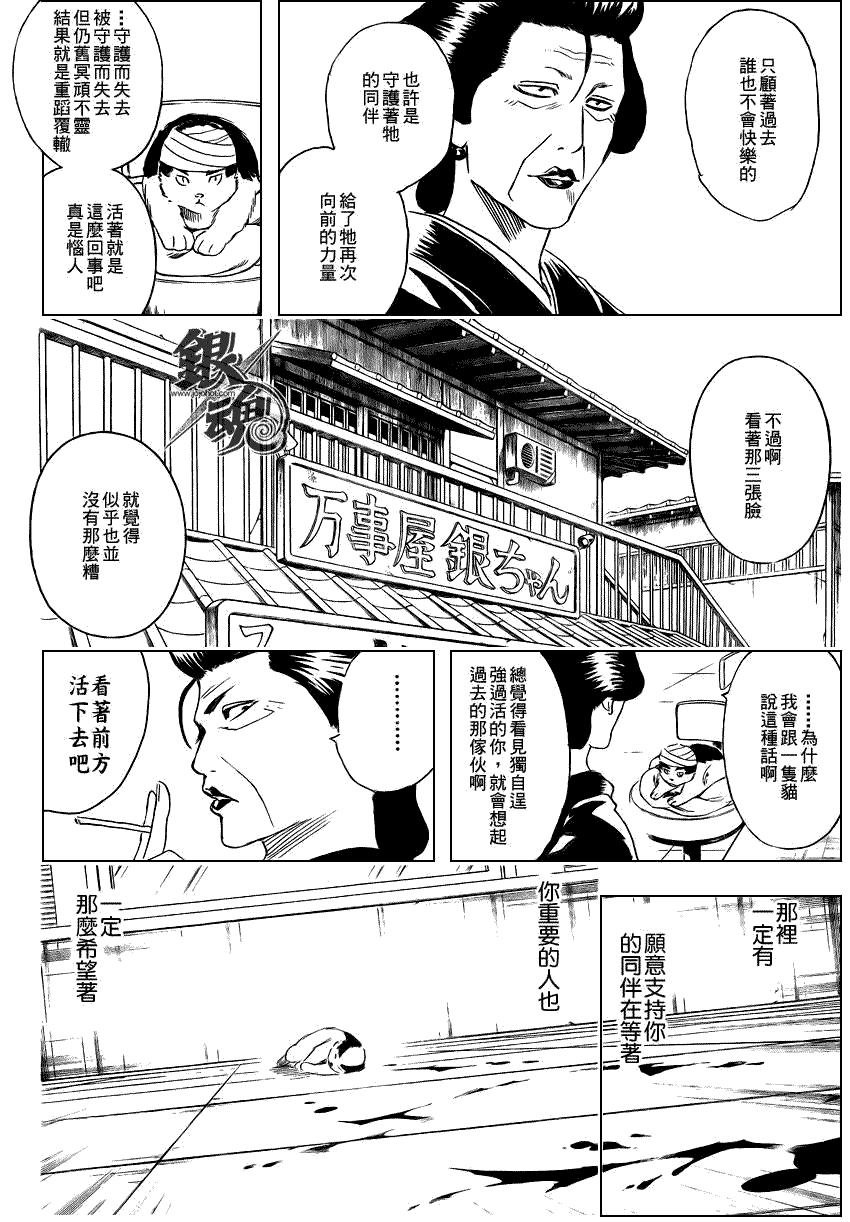 只顧著過去
誰也不會快樂的
也許是
守護著牠
的同伴
給了牠再次
向前的力量
…守護而失去
被守護而失去
但仍舊冥頑不靈
結果就是重蹈覆轍
活著就是
這麼回事吧
真是惱人
不過啊
看著那三張臉
銀魂
www.jojohot.com
万事屋銀ちゃん
就覺得
似乎也並
沒有那麼糟
……為什麼
我會跟一隻貓
說這種話啊
總覺得看見獨自逞
強過活的你，就會想起
過去的那傢伙啊
………
看著前方
活下去吧
那裡
一定有
願意支持你
的同伴在等著
你重要的人也
一定
那麼希望著